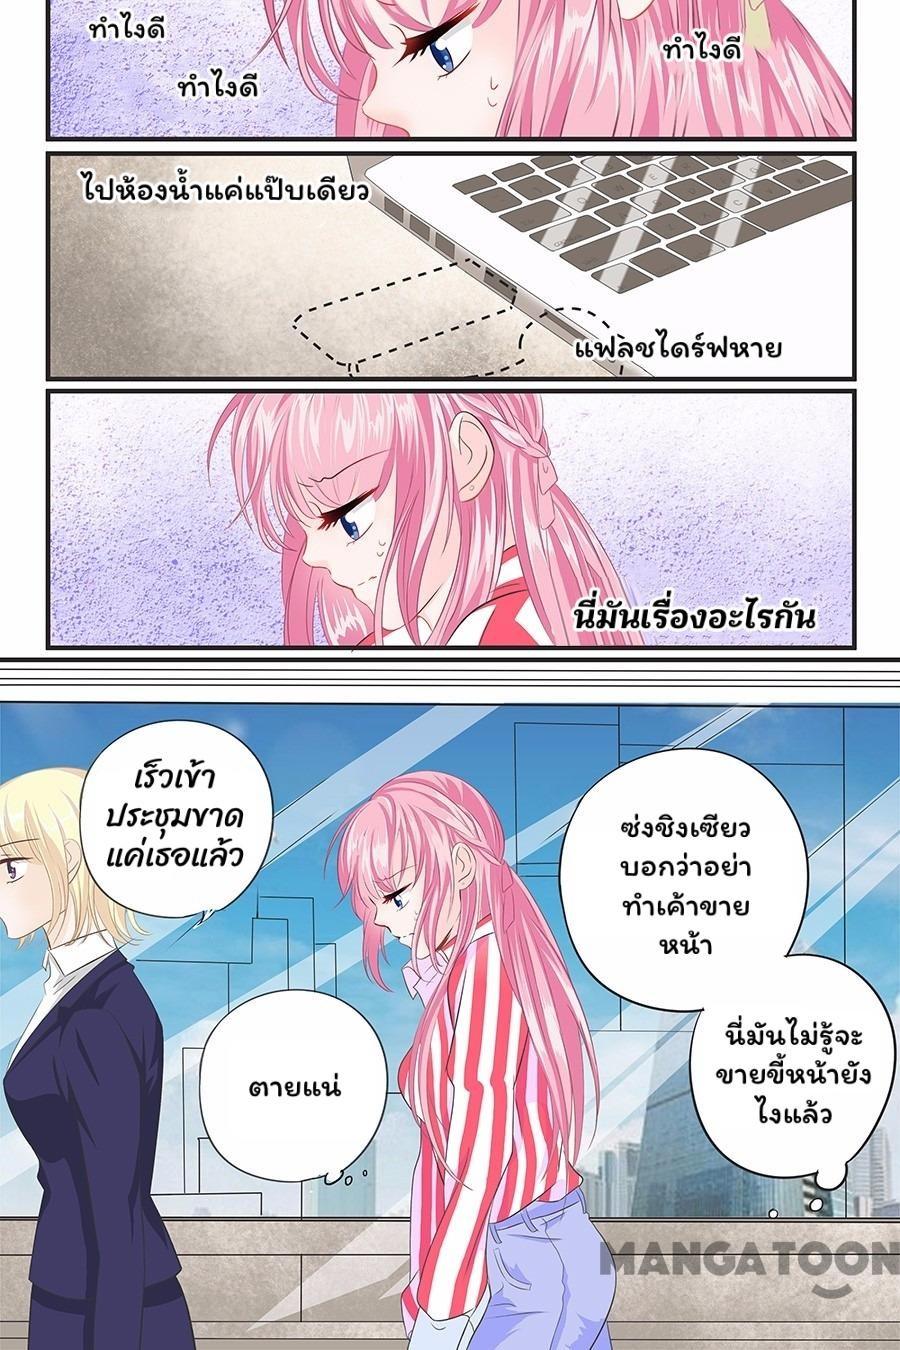 ทำไงดี
ทำไงดี
ทำไงดี
ไปห้องน้ำแค่แป๊บเดียว
แฟลชไดร์ฟหาย
นี่มันเรื่องอะไรกัน
เร็วเข้า
ประชุมขาด
แค่เธอแล้ว
ซ่งชิงเซียว
บอกว่าอย่า
ทำเค้าขาย
หน้า
นี่มันไม่รู้จะ
ขายขี้หน้ายัง
ไงแล้ว
ตายแน่
MANGATOON